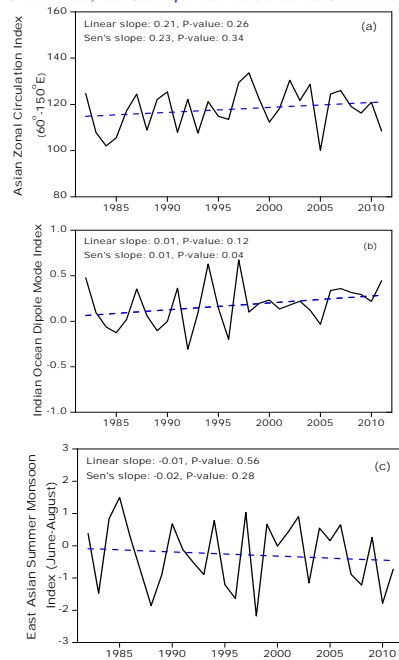 160
140
120
100
80
Asian Zonal Circulation Index
(60°-150°E)
Linear slope: 0.21, P-value: 0.26
Sen's slope: 0.23, P-value: 0.34
(a)
1985 1990 1995 2000 2005 2010
1.0
0.5
0.0
-0.5
-1.0
Indian Ocean Dipole Mode Index
Linear slope: 0.01, P-value: 0.12
Sen's slope: 0.01, P-value: 0.04
(b)
1985 1990 1995 2000 2005 2010
3
2
1
0
-1
-2
-3
East Asian Summer Monsoon
Index (June-August)
Linear slope: -0.01, P-value: 0.56
Sen's slope: -0.02, P-value: 0.28
(c)
1985 1990 1995 2000 2005 2010